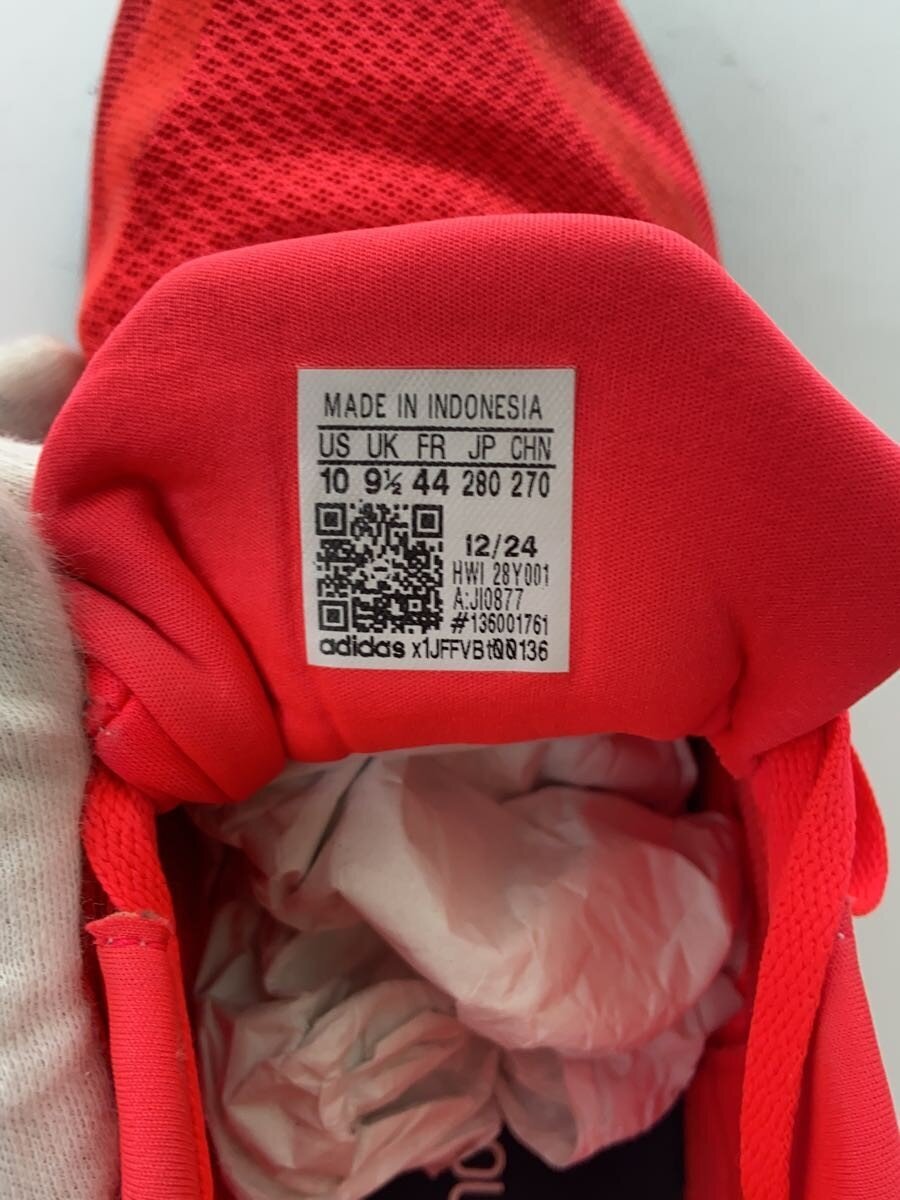 MADE IN INDONESIA
US UK FR JP CHN
10 9½ 44 280 270
12/24
HWI 28Y001
A:JI0877
#136001761
adidas x1JFFVBt00136